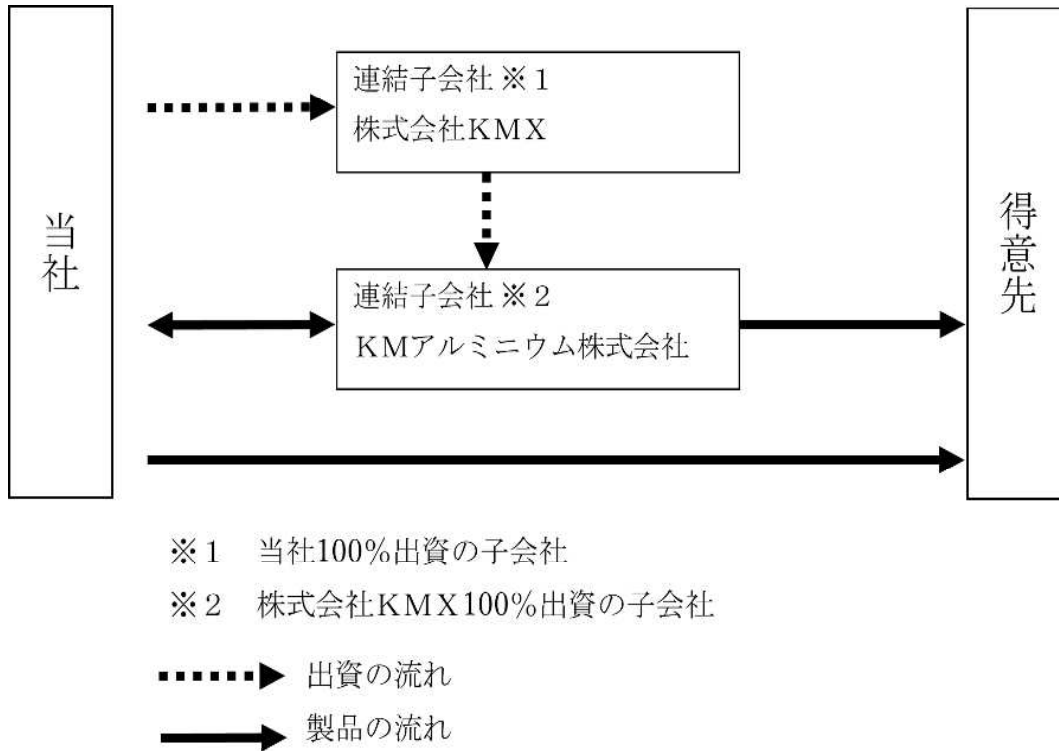 当社
連結子会社※1
株式会社KMX
連結子会社※2
KMアルミニウム株式会社
得意先
※1 当社100%出資の子会社
※2 株式会社KMX100%出資の子会社
出資の流れ
製品の流れ